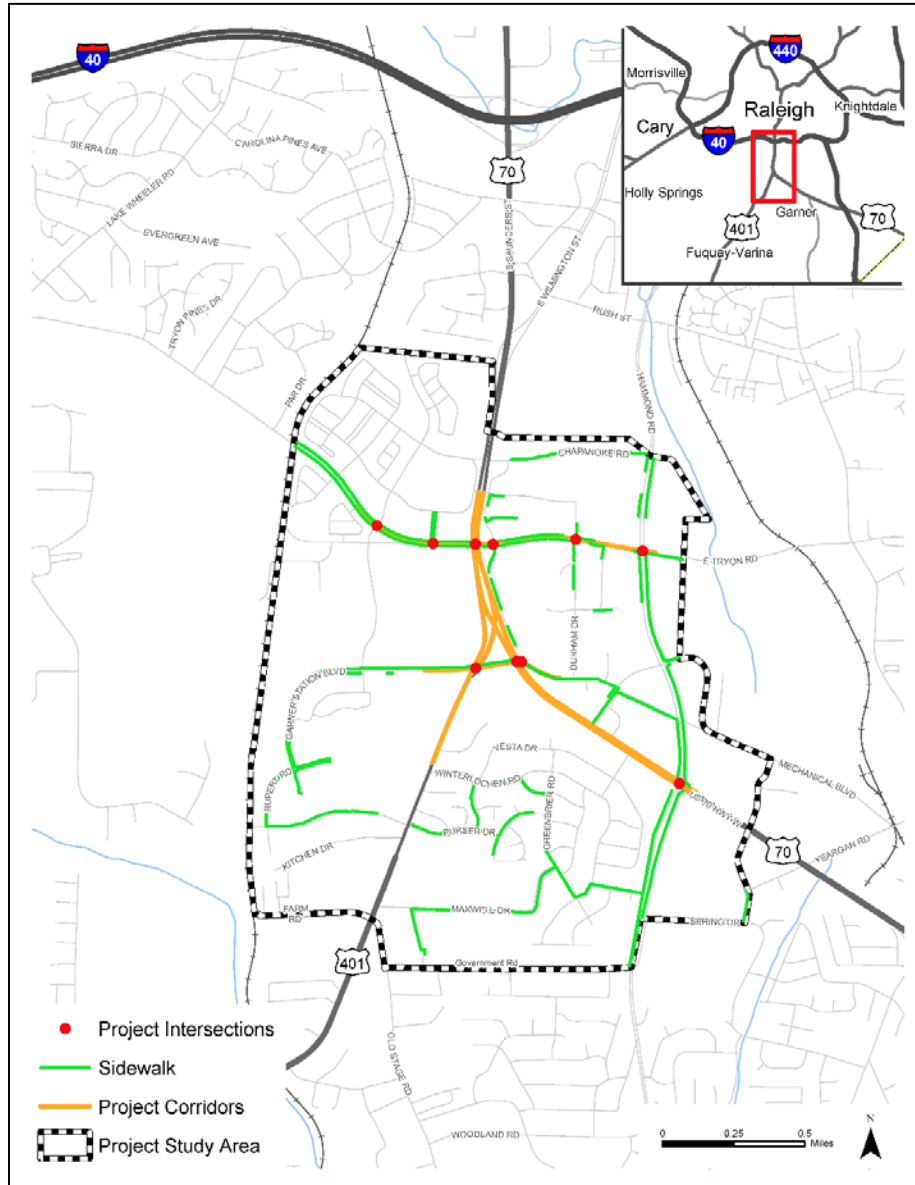 40
440
Morrisville
Raleigh
Knightdale
Cary
40
Holly Springs
Garner
401
70
Fuquay-Varina
SIERRA DR
CAROLINA PINES AVE
LAKE WHEELER RD
70
EVERGREEN AVE
S SAUNDERS ST
S WILMINGTON ST
RUSH ST
TRYON PINES DR
PAR DR
HAMMOND RD
CHAPANOKE RD
E TRYON RD
DURHAM DR
GARNER STATION BLVD
VESTA DR
WINTERLOCHEN RD
RUPERT RD
GREENBRIER RD
MECHANICAL BLVD
PURSER DR
KITCHEN DR
70
YEARGAN RD
FARM RD
MAXWELL DR
SPRING DR
Government Rd
401
OLD STAGE RD
WOODLAND RD
Project Intersections
Sidewalk
Project Corridors
Project Study Area
N
0 0.25 0.5
Miles